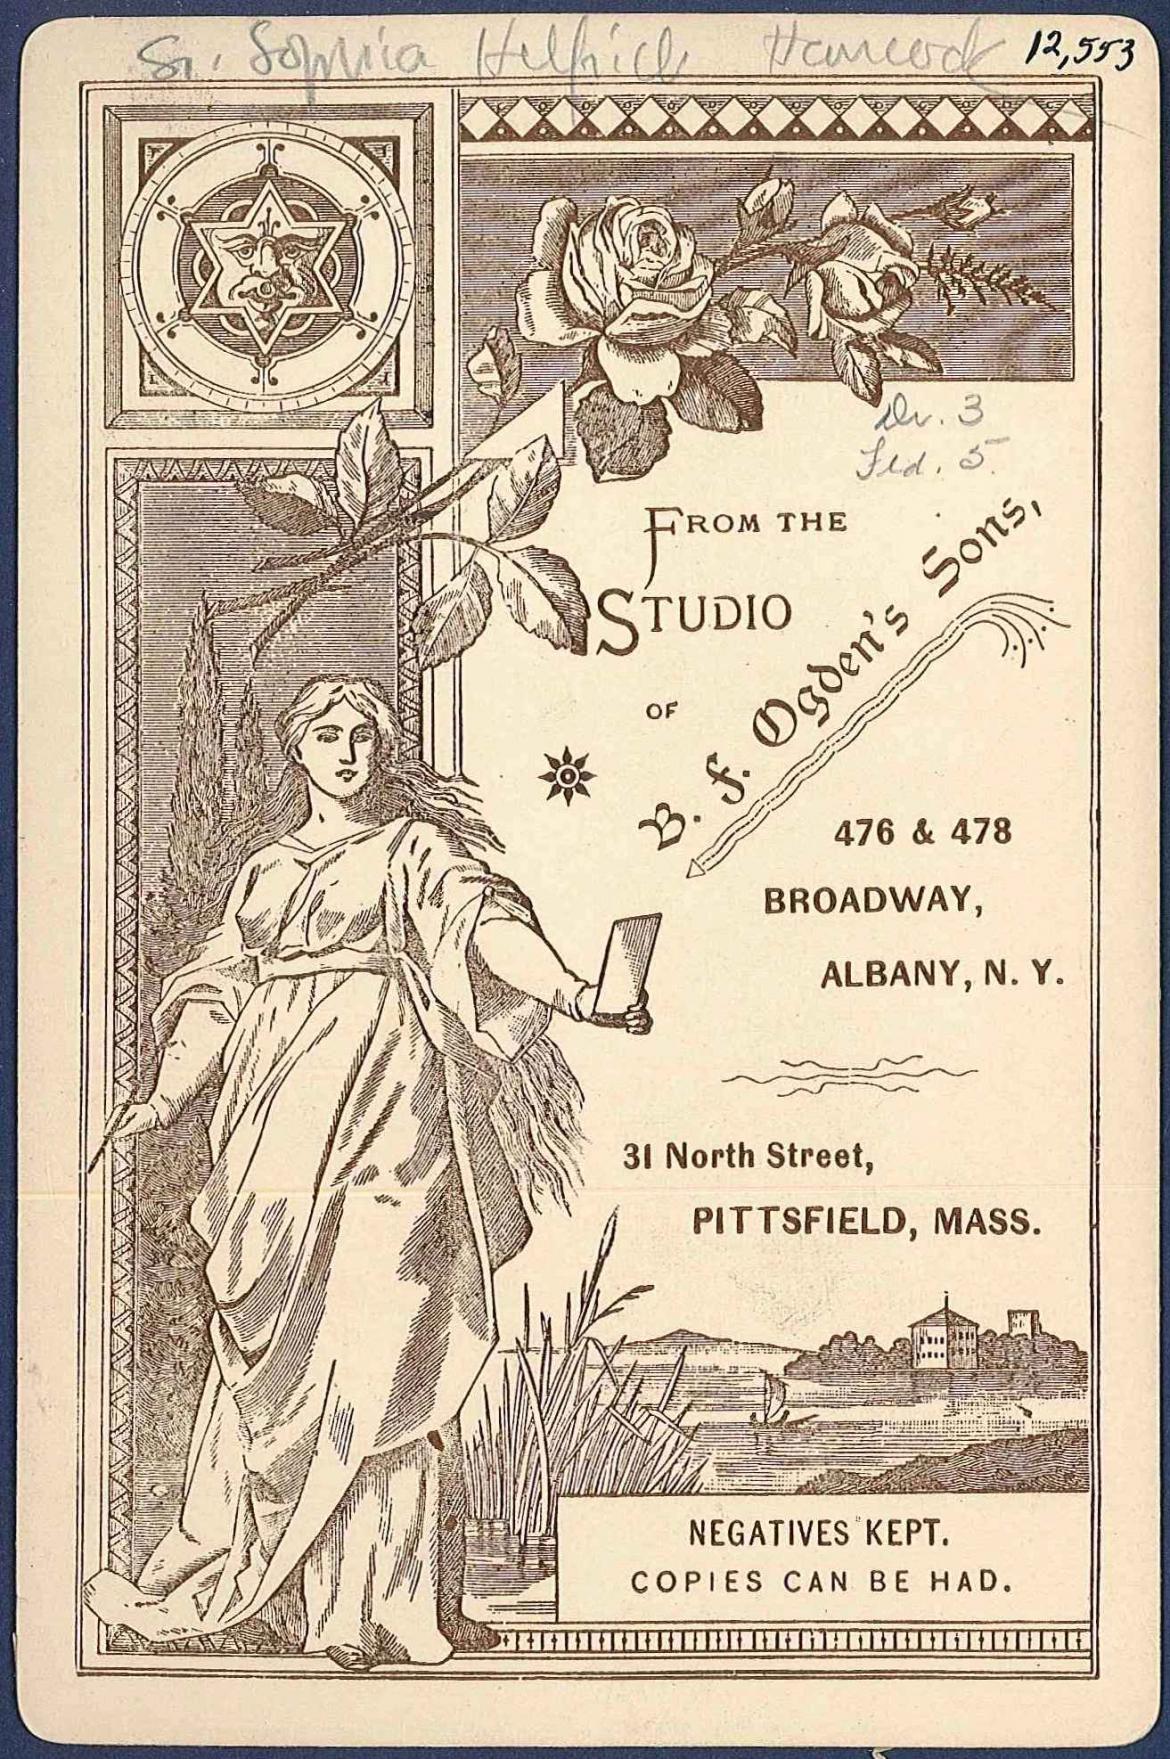 Sr. Sophia Helfrich Hancock 12,553
Dr. 3
Fld. 5.
FROM THE
STUDIO
OF
B. F. Ogden's Sons,
476 & 478
BROADWAY,
ALBANY, N. Y.
31 North Street,
PITTSFIELD, MASS.
NEGATIVES KEPT.
COPIES CAN BE HAD.